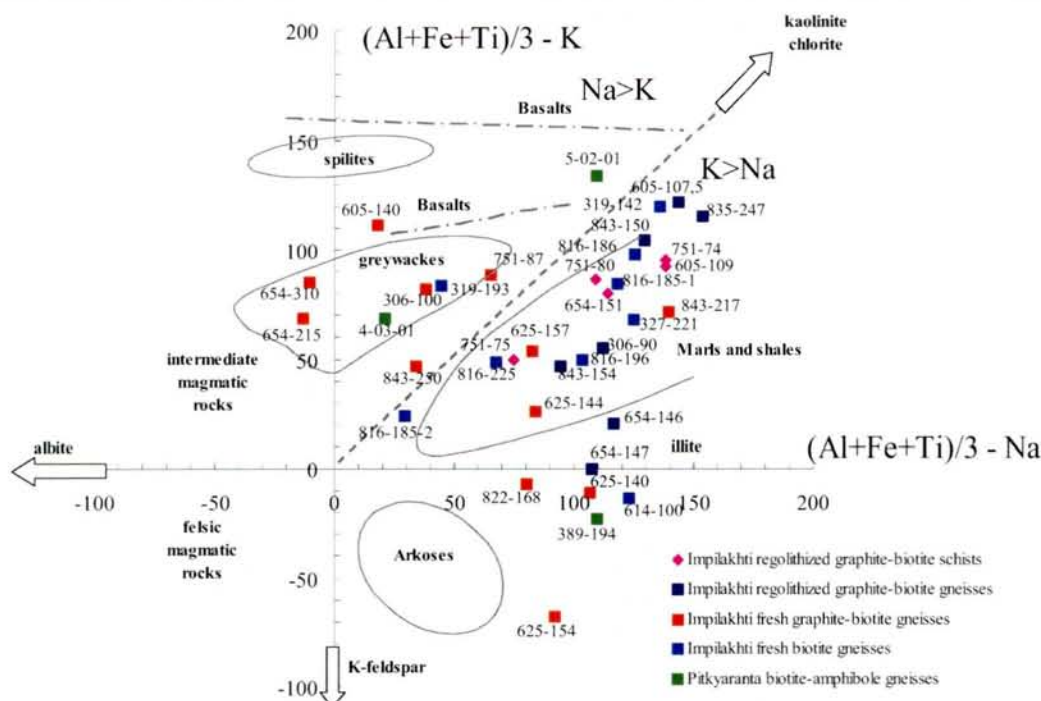 200
(Al+Fe+Ti)/3 - K
kaolinite
chlorite
Na>K
Basalts
150
spilites
5-02-01
K>Na
605-107,5
319-142
835-247
605-140
Basalts
843-150
100
greywackes
816-186
751-74
751-87
751-80
605-109
816-185-1
654-310
306-100
319-193
654-151
843-217
654-215
4-03-01
625-157
327-221
751-75
306-90
50
intermediate
magmatic
rocks
843-250
816-225
843-154
816-196
Marls and shales
625-144
816-185-2
654-146
albite
654-147
illite
(Al+Fe+Ti)/3 - Na
0
625-140
-100
-50
0
50
100
150
200
822-168
614-100
felsic
magmatic
rocks
389-194
Arkoses
-50
625-154
K-feldspar
-100
Impilakhti regolithized graphite-biotite schists
Impilakhti regolithized graphite-biotite gneisses
Impilakhti fresh graphite-biotite gneisses
Impilakhti fresh biotite gneisses
Pitkyaranta biotite-amphibole gneisses